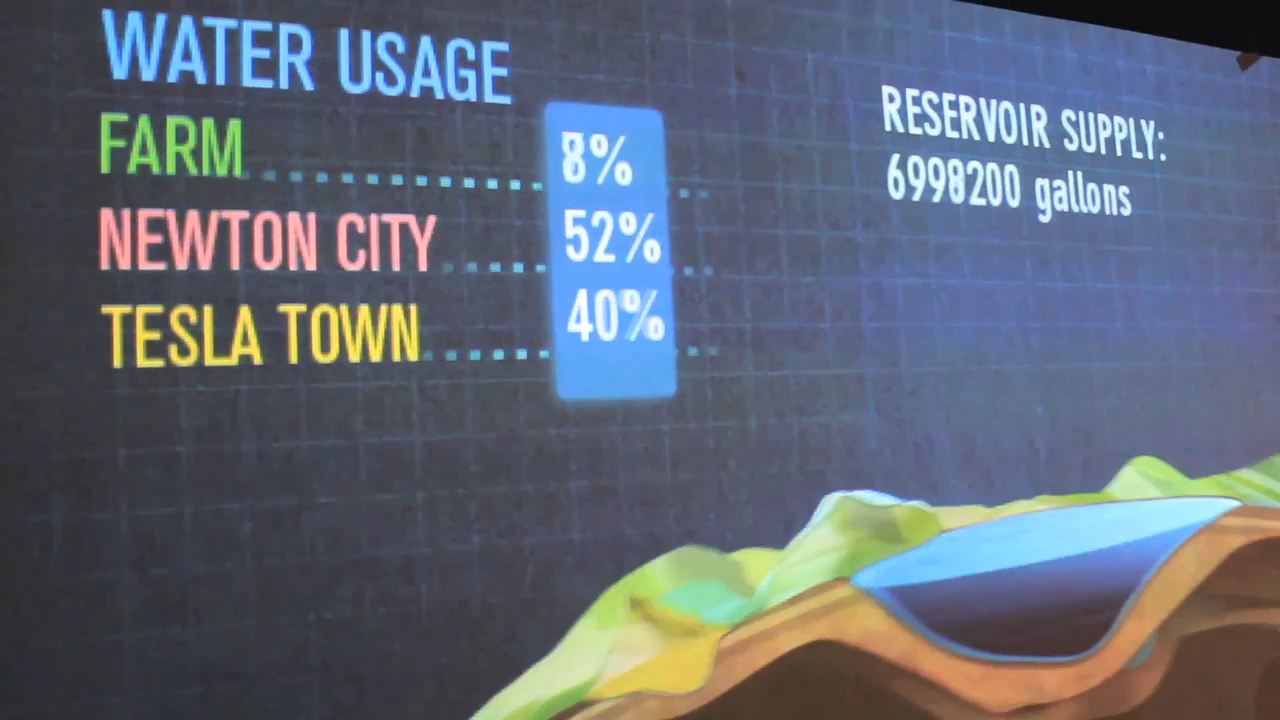 WATER USAGE
FARM
8%
NEWTON CITY
52%
TESLA TOWN
40%
RESERVOIR SUPPLY:
6998200 gallons